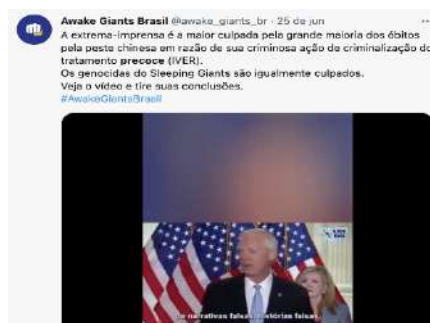 Awake Giants Brasil @awake_giants_br · 25 de jun
A extrema-imprensa é a maior culpada pela grande maioria dos óbitos
pela peste chinesa em razão de sua criminosa ação de criminalização do
tratamento precoce (IVER).
Os genocidas do Sleeping Giants são igualmente culpados.
Veja o vídeo e tire suas conclusões.
#AwakeGiantsBrasil
de narrativas falsas, histórias falsas,